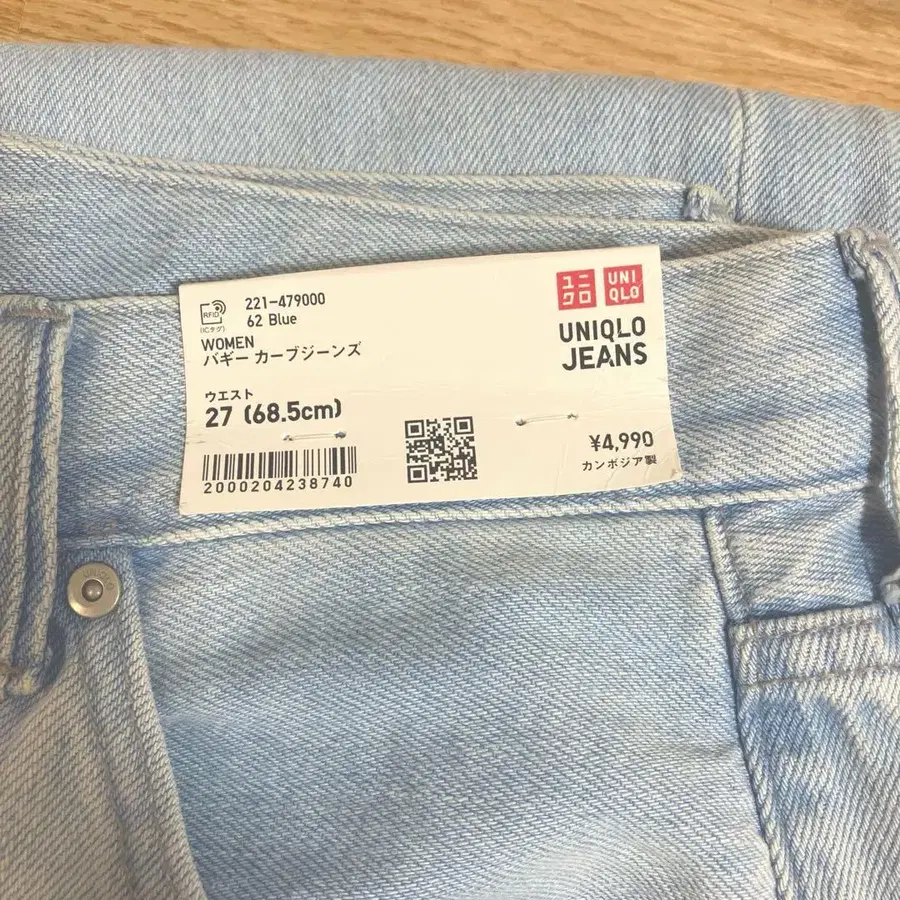 RFID
(ICタグ)
221-479000
62 Blue
WOMEN
バギー カーブジーンズ
ウエスト
27 (68.5cm)
2000204238740
ユニ
クロ
UNI
QLO
UNIQLO
JEANS
¥4,990
カンボジア製